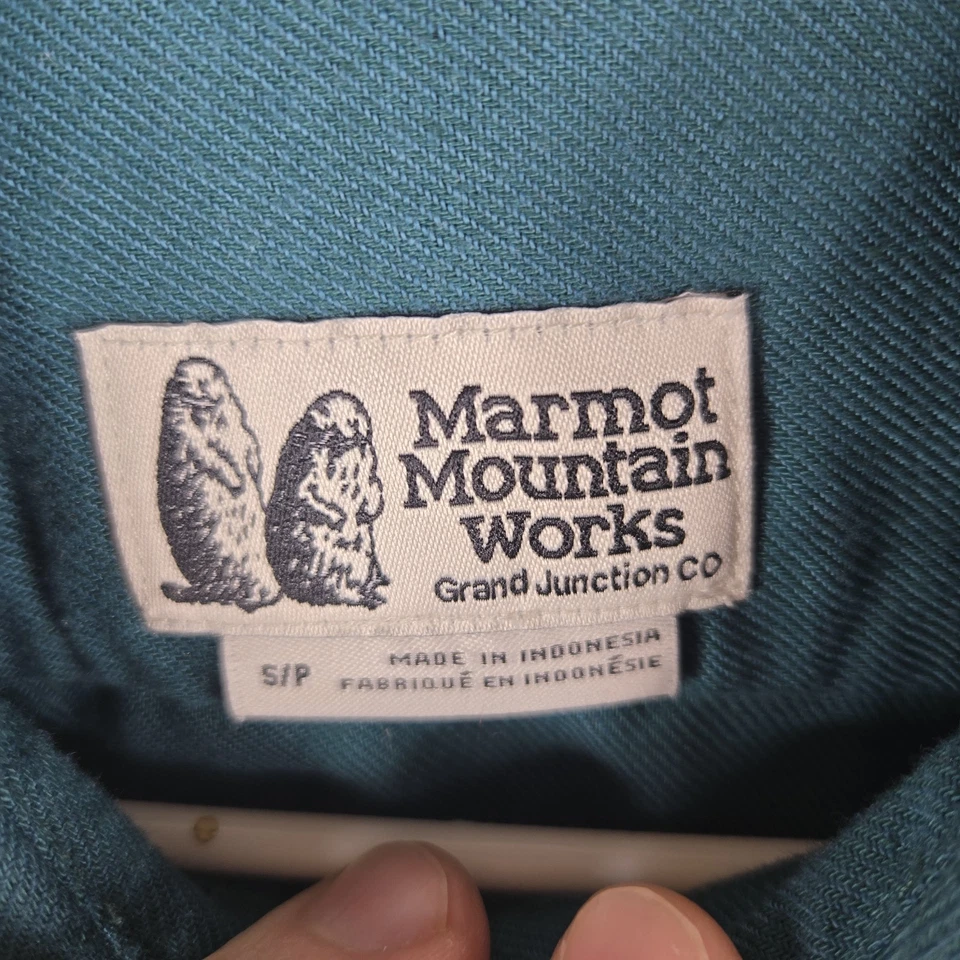 Marmot
Mountain
Works
Grand Junction CO
S/P
MADE IN INDONESIA
FABRIQUÉ EN INDONÉSIE